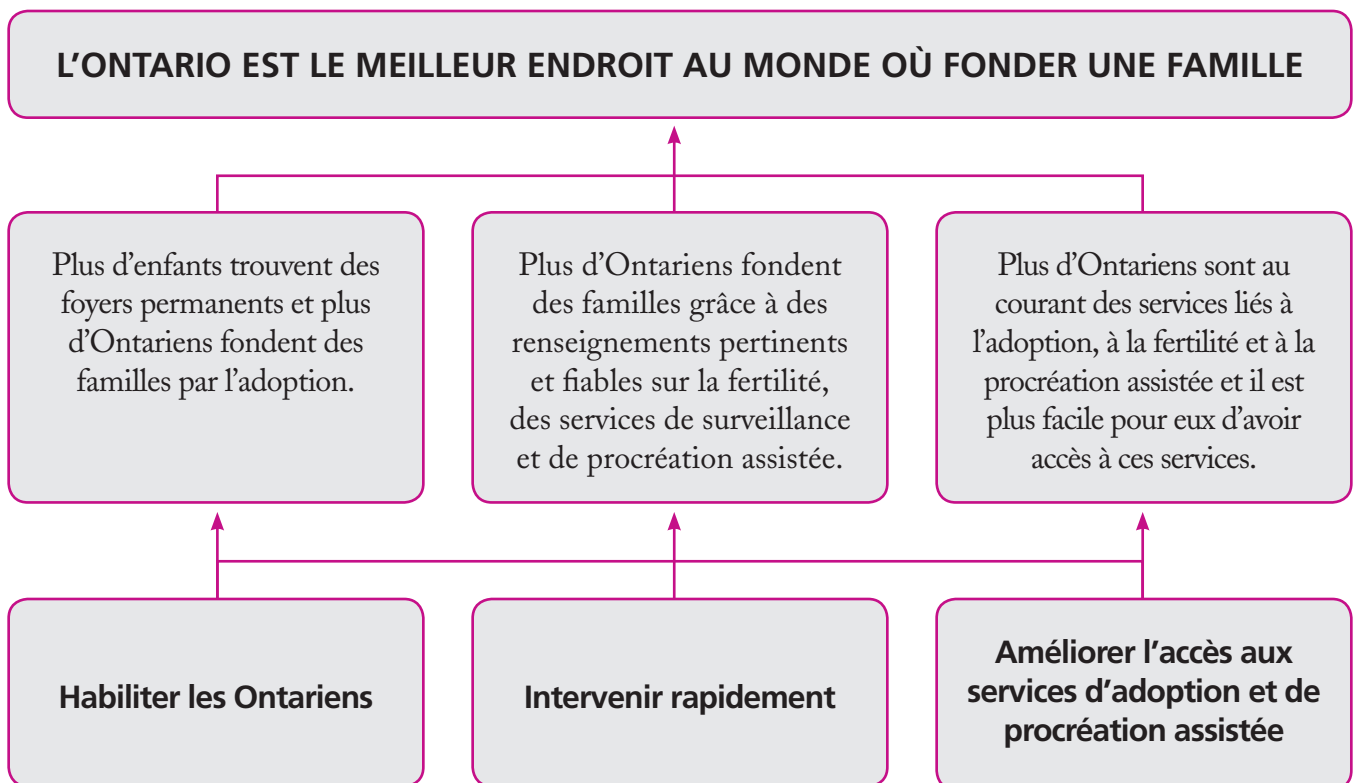 L’ONTARIO EST LE MEILLEUR ENDROIT AU MONDE OÙ FONDER UNE FAMILLE
Plus d’enfants trouvent des
foyers permanents et plus
d’Ontariens fondent des
familles par l’adoption.
Plus d’Ontariens fondent
des familles grâce à des
renseignements pertinents
et fiables sur la fertilité,
des services de surveillance
et de procréation assistée.
Plus d’Ontariens sont au
courant des services liés à
l’adoption, à la fertilité et à la
procréation assistée et il est
plus facile pour eux d’avoir
accès à ces services.
Habiliter les Ontariens
Intervenir rapidement
Améliorer l’accès aux
services d’adoption et de
procréation assistée